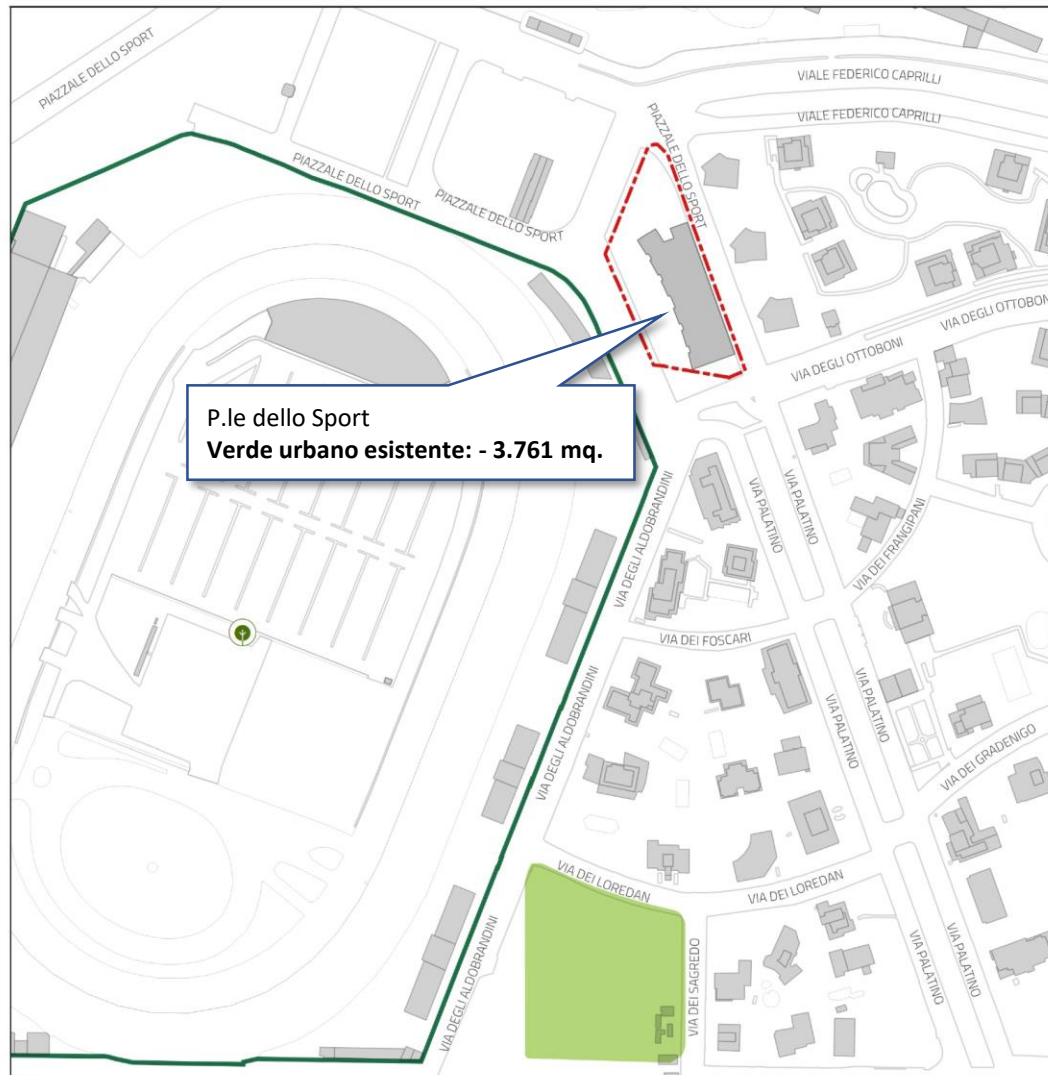 PIAZZALE DELLO SPORT
VIALE FEDERICO CAPRILLI
VIALE FEDERICO CAPRILLI
PIAZZALE DELLO SPORT
PIAZZALE DELLO SPORT
PIAZZALE DELLO SPORT
VIA DEGLI OTTOBONI
VIA DEGLI OTTOBONI
P.le dello Sport
Verde urbano esistente: - 3.761 mq.
VIA PALATINO
VIA PALATINO
VIA DEI FRANGIPANI
VIA DEGLI ALDOBRANDINI
VIA DEI FOSCARI
VIA PALATINO
VIA PALATINO
VIA DEGLI ALDOBRANDINI
VIA DEI GRADENIGO
VIA DEI LOREDAN
VIA DEI LOREDAN
VIA DEGLI ALDOBRANDINI
VIA DEI SAGREDO
VIA PALATINO
VIA PALATINO